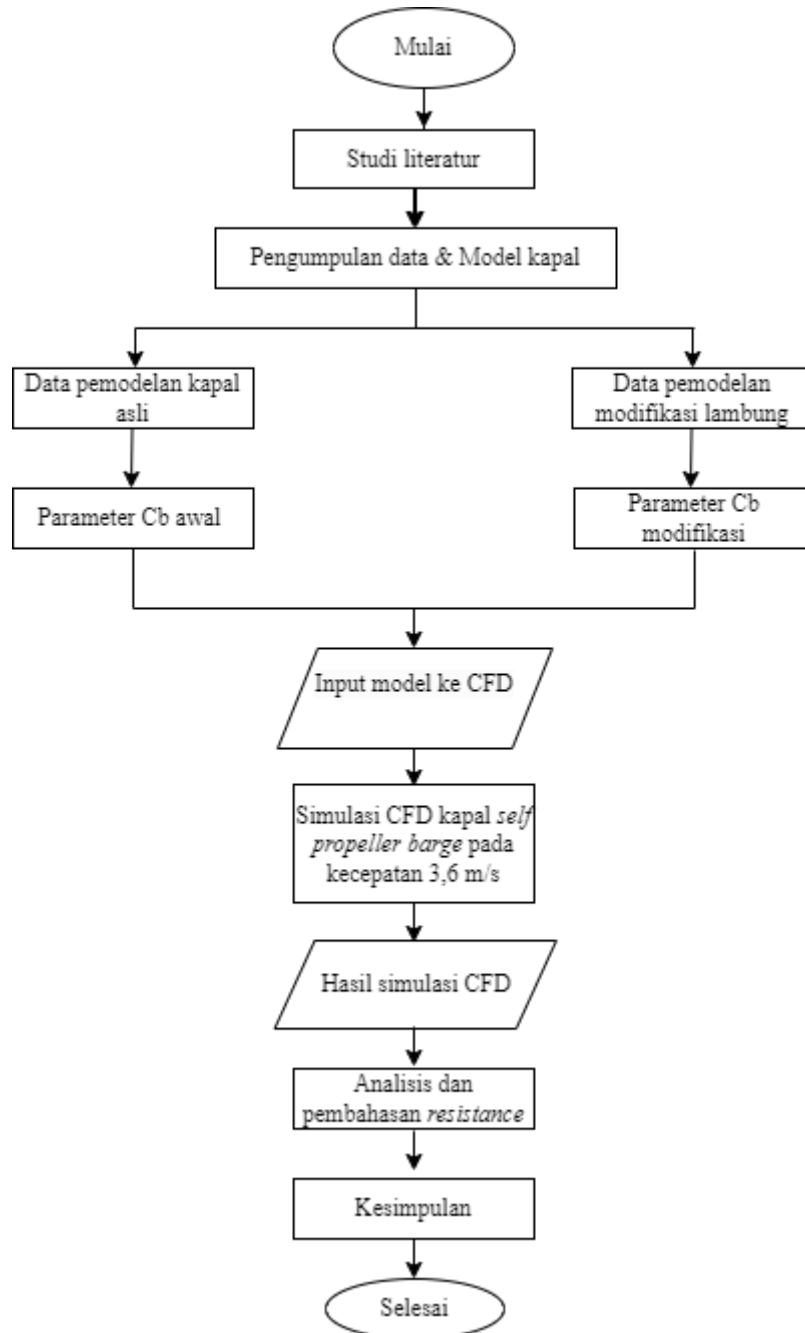 Mulai
Studi literatur
Pengumpulan data & Model kapal
Data pemodelan kapal
asli
Data pemodelan
modifikasi lambung
Parameter Cb awal
Parameter Cb
modifikasi
Input model ke CFD
Simulasi CFD kapal self
propeller barge pada
kecepatan 3,6 m/s
Hasil simulasi CFD
Analisis dan
pembahasan resistance
Kesimpulan
Selesai